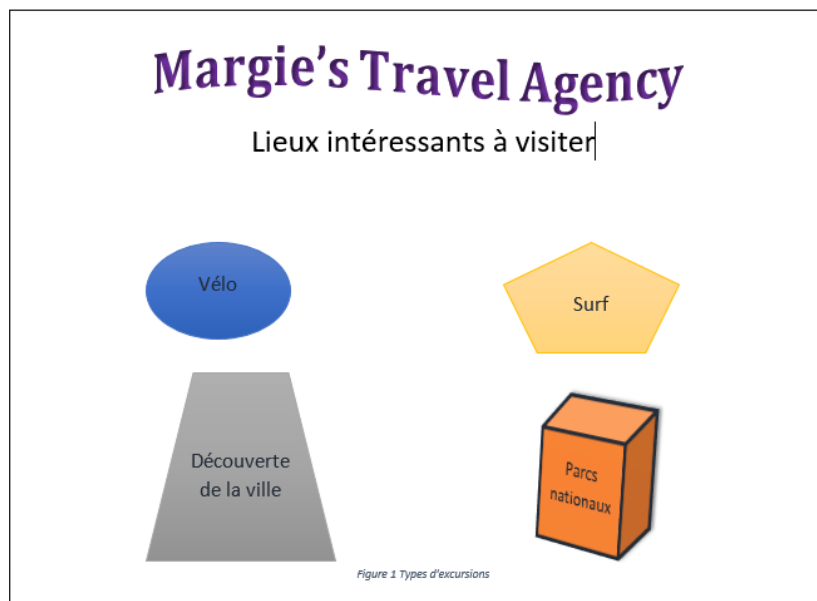 Margie's Travel Agency
Lieux intéressants à visiter
Vélo
Surf
Découverte
de la ville
Parcs
nationaux
Figure 1 Types d'excursions